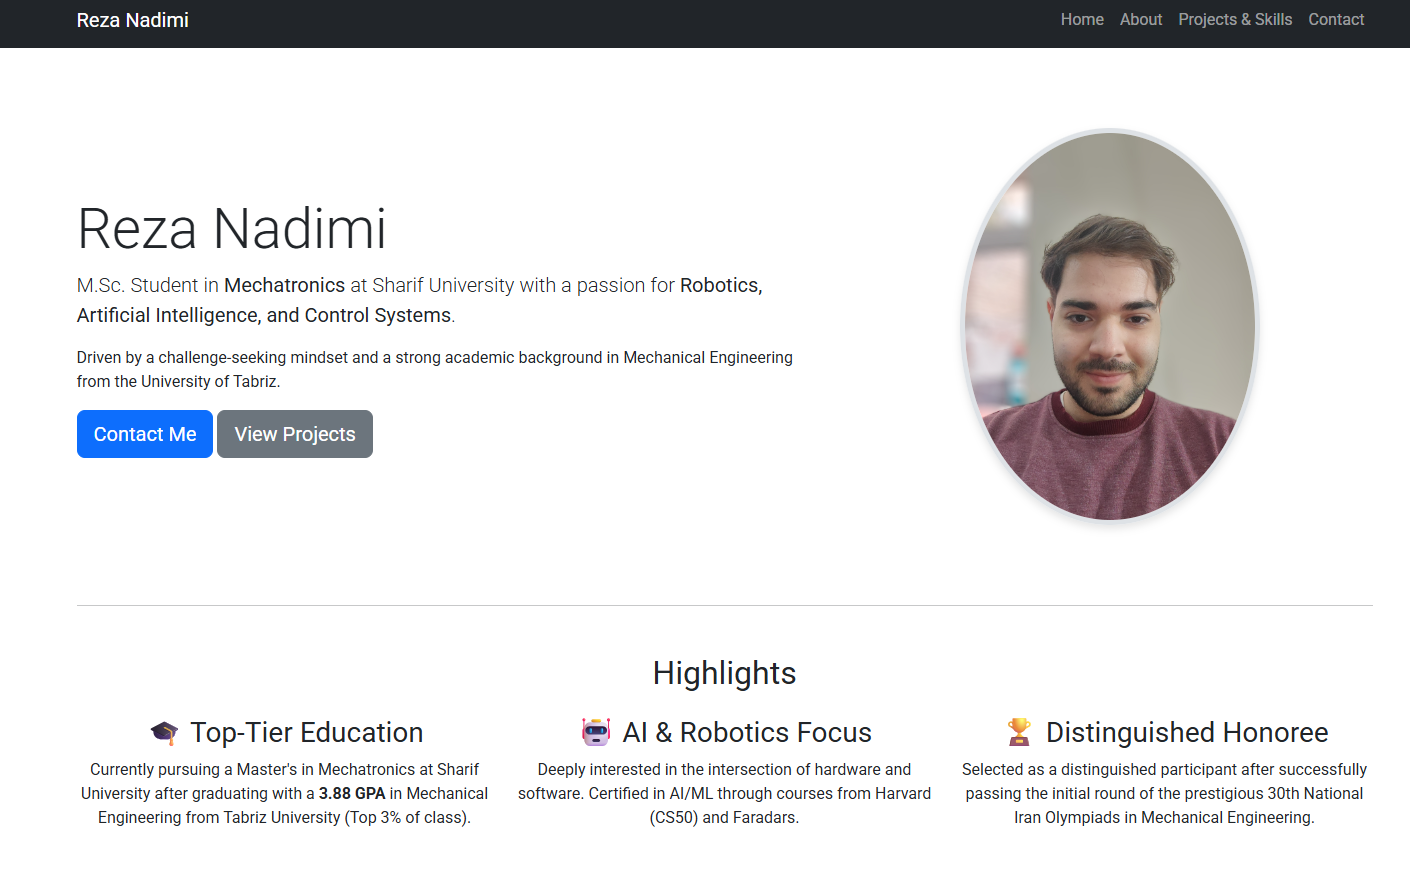 Reza Nadimi
Home About Projects & Skills Contact
Reza Nadimi
M.Sc. Student in Mechatronics at Sharif University with a passion for Robotics,
Artificial Intelligence, and Control Systems.
Driven by a challenge-seeking mindset and a strong academic background in Mechanical Engineering
from the University of Tabriz.
Contact Me View Projects
Highlights
Top-Tier Education
Currently pursuing a Master's in Mechatronics at Sharif
University after graduating with a 3.88 GPA in Mechanical
Engineering from Tabriz University (Top 3% of class).
AI & Robotics Focus
Deeply interested in the intersection of hardware and
software. Certified in AI/ML through courses from Harvard
(CS50) and Faradars.
Distinguished Honoree
Selected as a distinguished participant after successfully
passing the initial round of the prestigious 30th National
Iran Olympiads in Mechanical Engineering.